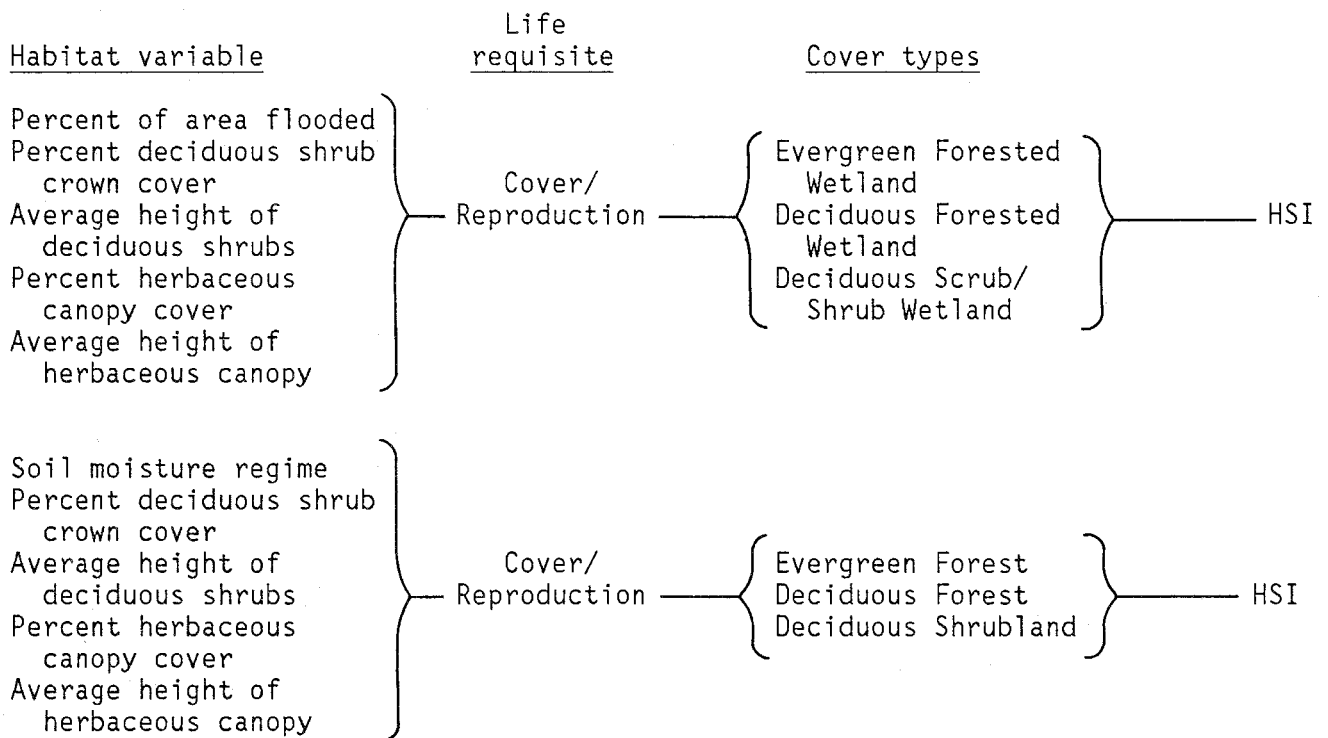 Life
Habitat variable requisite Cover types
Percent of area flooded
Percent deciduous shrub
crown cover
Average height of
deciduous shrubs
Percent herbaceous
canopy cover
Average height of
herbaceous canopy
Cover/
Reproduction
Evergreen Forested
Wetland
Deciduous Forested
Wetland
Deciduous Scrub/
Shrub Wetland
HSI
Soil moisture regime
Percent deciduous shrub
crown cover
Average height of
deciduous shrubs
Percent herbaceous
canopy cover
Average height of
herbaceous canopy
Cover/
Reproduction
Evergreen Forest
Deciduous Forest
Deciduous Shrubland
HSI